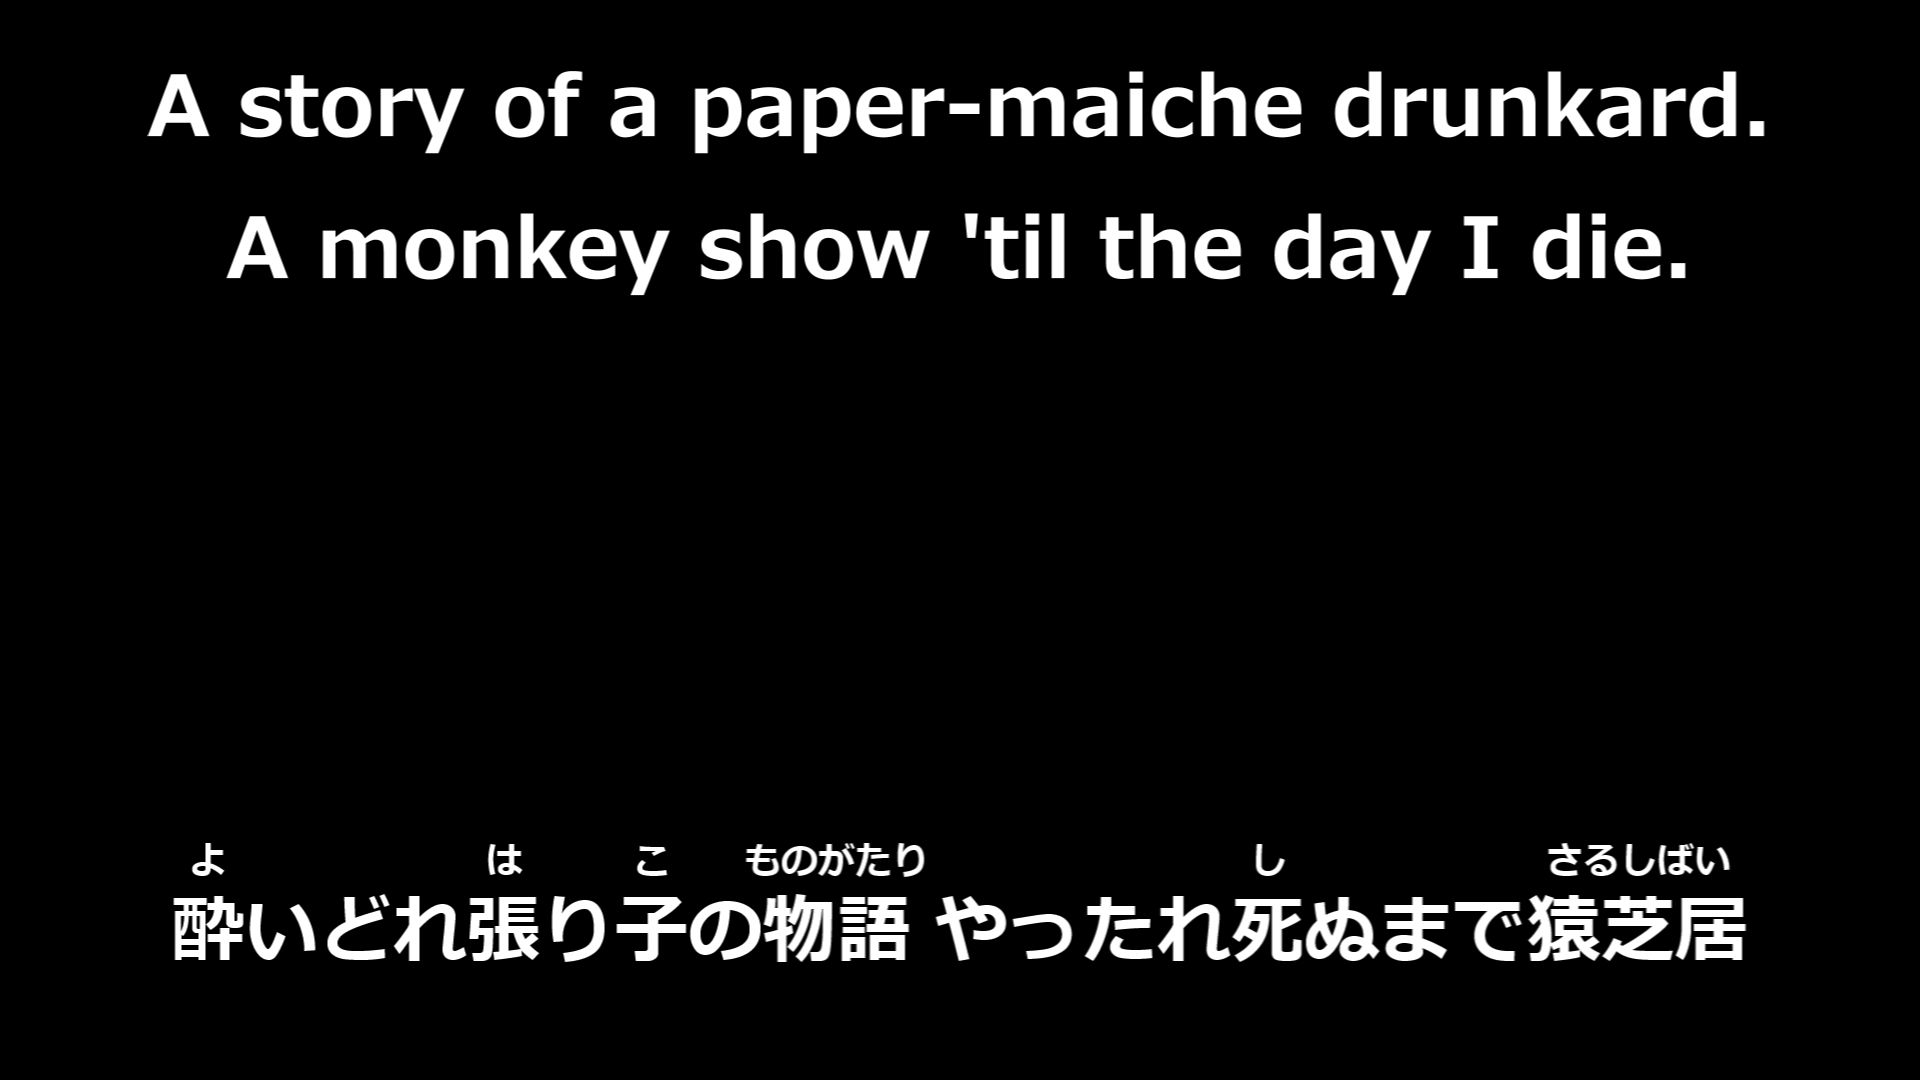 A story of a paper-maiche drunkard.
A monkey show 'til the day I die.
よ は こ ものがたり し さるしばい
酔いどれ張り子の物語 やったれ死ぬまで猿芝居